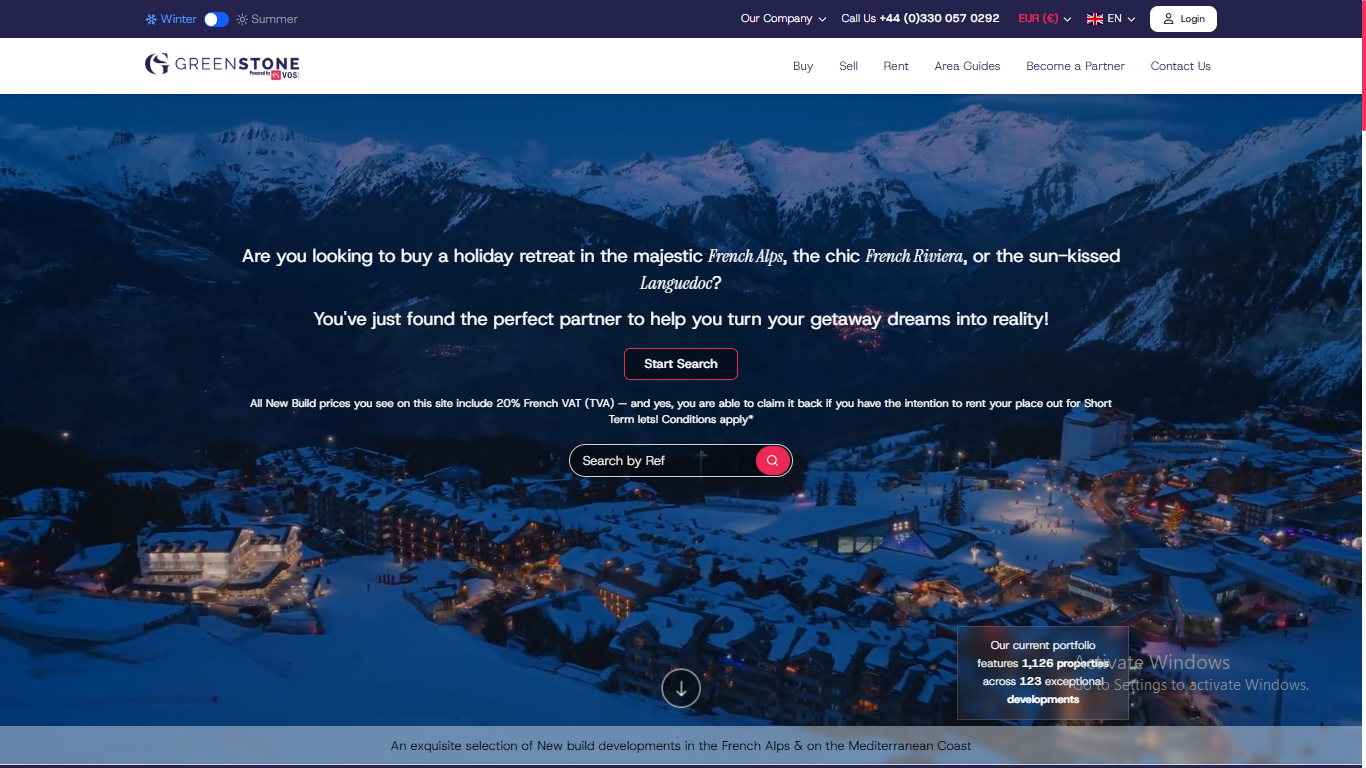 Winter Summer
Our Company Call Us +44 (0)330 057 0292 EUR (€) EN Login
GREENSTONE
Powered by VOSI
Buy Sell Rent Area Guides Become a Partner Contact Us
Are you looking to buy a holiday retreat in the majestic French Alps, the chic French Riviera, or the sun-kissed
Languedoc?
You've just found the perfect partner to help you turn your getaway dreams into reality!
Start Search
All New Build prices you see on this site include 20% French VAT (TVA) — and yes, you are able to claim it back if you have the intention to rent your place out for Short
Term lets! Conditions apply*
Search by Ref
Our current portfolio
features 1,126 properties
across 123 exceptional
developments
Activate Windows
Go to Settings to activate Windows.
An exquisite selection of New build developments in the French Alps & on the Mediterranean Coast